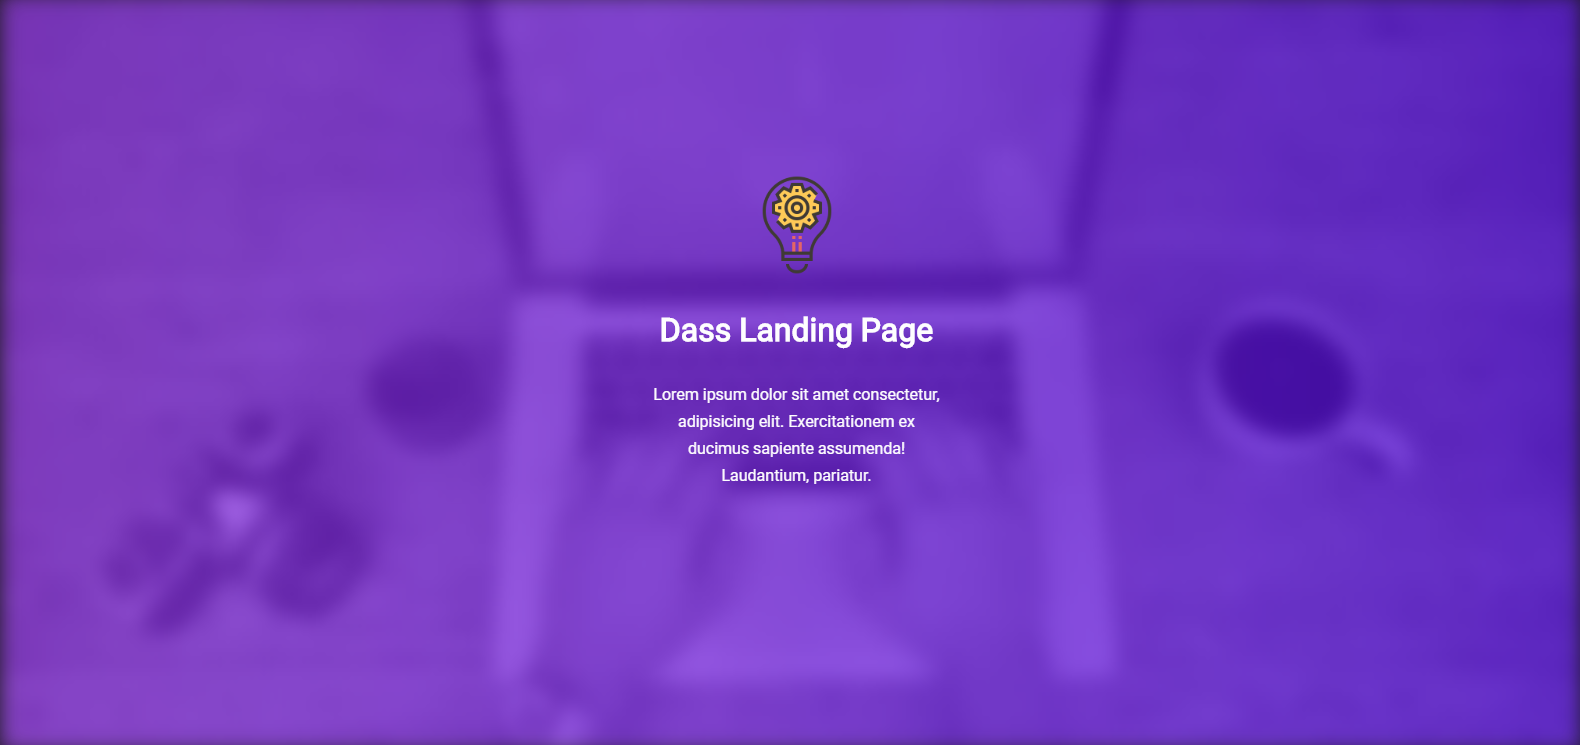 Dass Landing Page
Lorem ipsum dolor sit amet consectetur,
adipisicing elit. Exercitationem ex
ducimus sapiente assumenda!
Laudantium, pariatur.